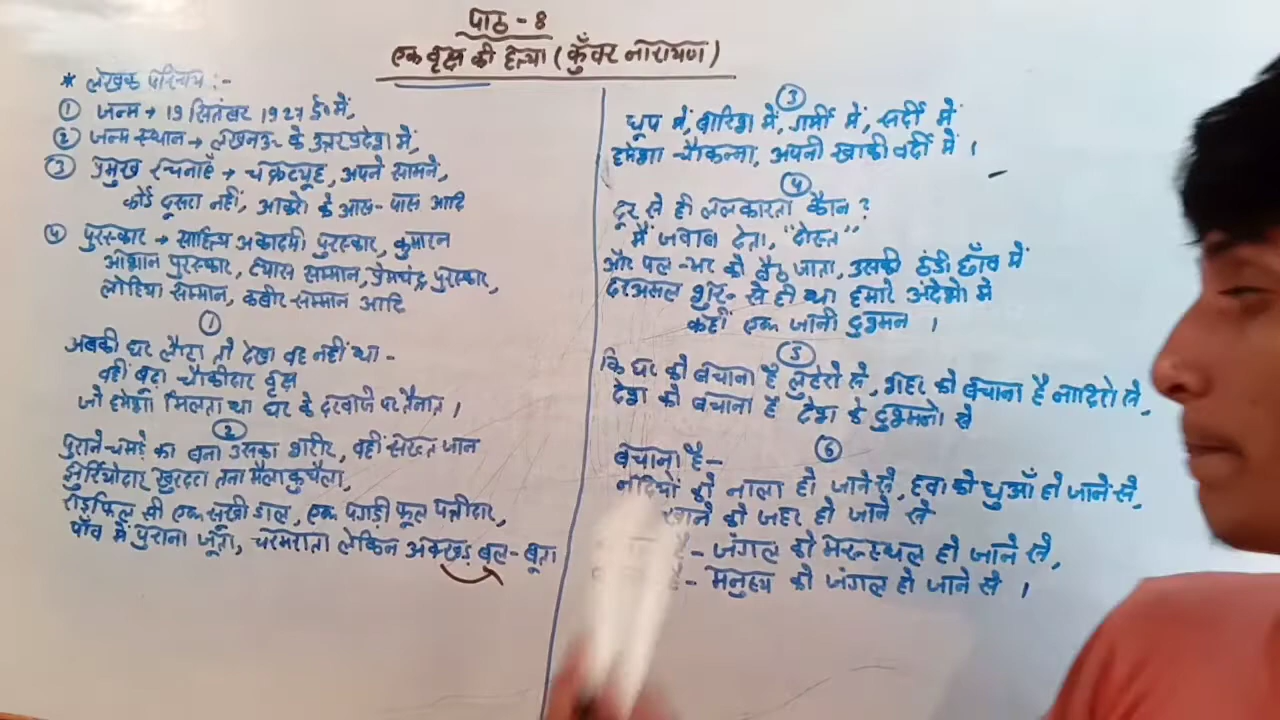 पाठ - 8
एक वृक्ष की हत्या ( कुँवर नारायण )
* लेखक परिचय :-
① जन्म → 19 सितंबर 1927 ई० में,
② जन्म स्थान → लखनऊ के उत्तरप्रदेश में,
③ प्रमुख रचनाएँ → चक्रव्यूह, अपने सामने,
कोई दूसरा नहीं, आकारो के आस-पास आदि
④ पुरस्कार → साहित्य अकादमी पुरस्कार, कुमारन
आशान पुरस्कार, व्यास सम्मान, प्रेमचंद्र पुरस्कार,
लोहिया सम्मान, कबीर-सम्मान आदि
①
अबकी घर लौटा तो देखा वह नहीं था -
वही बूढ़ा चौकीदार वृक्ष
जो हमेशा मिलता था घर के दरवाजे पर तैनात ।
②
पुराने चमड़े का बना उसका शरीर, वही सख्त जान
झुर्रियोदार खुरदरा तना मैला कुचैला,
राइफिल सी एक सूखी डाल, एक पगड़ी फूल पत्तीदार,
पाँव में पुराना जूता, चरमराता लेकिन अक्खड़ बल-बूता
③
धूप में, बारिश में, गर्मी में, सर्दी में
हमेशा चौकन्ना, अपनी खाकी वर्दी में ।
④
दूर से ही ललकारता कौन ?
मैं जवाब देता, "दोस्त"
और पल-भर को बैठ जाता, उसकी ठंडी छाँव में
दरअसल शुरू-से ही था हमारे अंदेशो में
कहीं एक जानी दुश्मन ।
⑤
कि घर को बचाना है लुटेरो से, शहर को बचाना है नादिरो से,
देश को बचाना है देश के दुश्मनो से
⑥
बचाना है-
नदियों को नाला हो जाने से, हवा को धुआँ हो जाने से,
खाने को जहर हो जाने से
- जंगल को मरुस्थल हो जाने से,
- मनुष्य को जंगल हो जाने से ।